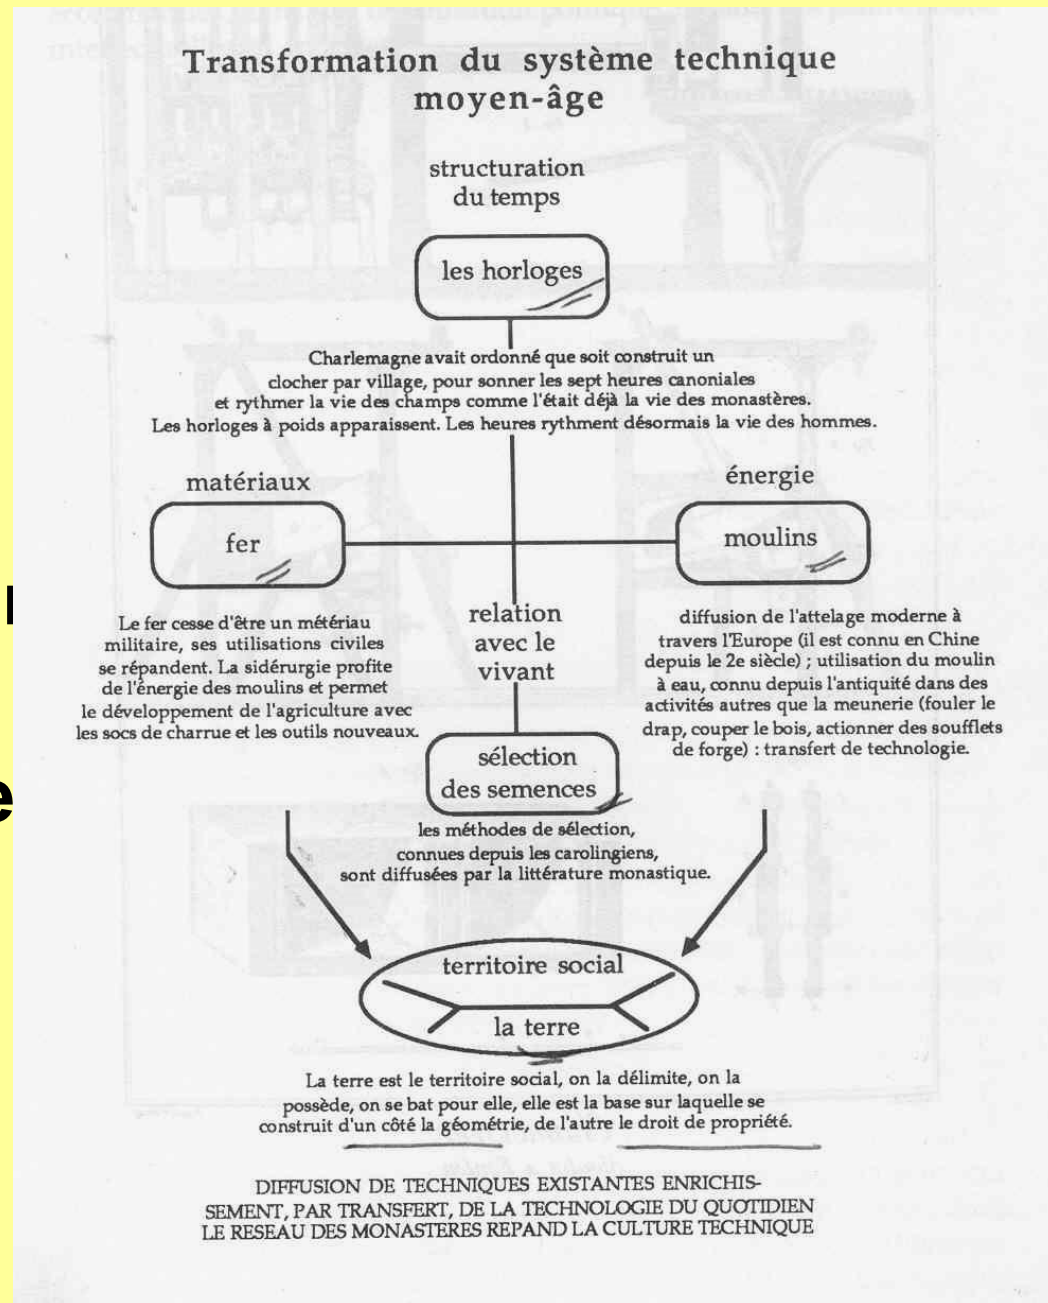 Transformation du système technique
moyen-âge
structuration
du temps
les horloges
Charlemagne avait ordonné que soit construit un
clocher par village, pour sonner les sept heures canoniales
et rythmer la vie des champs comme l'était déjà la vie des monastères.
Les horloges à poids apparaissent. Les heures rythment désormais la vie des hommes.
matériaux
fer
Le fer cesse d'être un métériau
militaire, ses utilisations civiles
se répandent. La sidérurgie profite
de l'énergie des moulins et permet
le développement de l'agriculture avec
les socs de charrue et les outils nouveaux.
énergie
moulins
diffusion de l'attelage moderne à
travers l'Europe (il est connu en Chine
depuis le 2e siècle) ; utilisation du moulin
à eau, connu depuis l'antiquité dans des
activités autres que la meunerie (fouler le
drap, couper le bois, actionner des soufflets
de forge) : transfert de technologie.
relation
avec le
vivant
sélection
des semences
les méthodes de sélection,
connues depuis les carolingiens,
sont diffusées par la littérature monastique.
territoire social
la terre
La terre est le territoire social, on la délimite, on la
possède, on se bat pour elle, elle est la base sur laquelle se
construit d'un côté la géométrie, de l'autre le droit de propriété.
DIFFUSION DE TECHNIQUES EXISTANTES ENRICHIS-
SEMENT, PAR TRANSFERT, DE LA TECHNOLOGIE DU QUOTIDIEN
LE RESEAU DES MONASTERES REPAND LA CULTURE TECHNIQUE